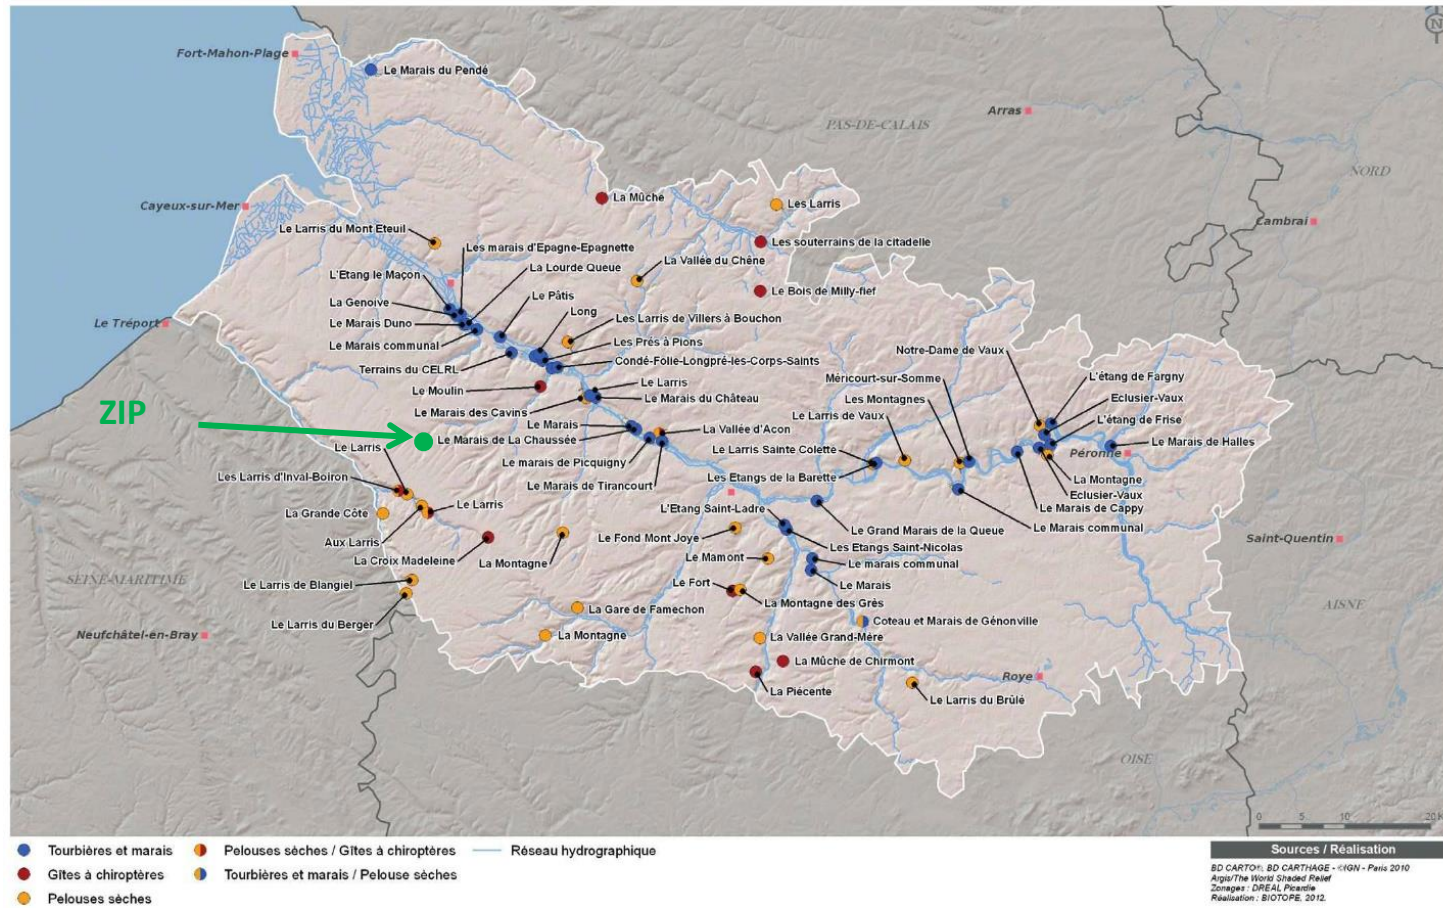 N
Fort-Mahon-Plage
Le Marais du Pendé
Arras
PAS-DE-CALAIS
NORD
La Mûche
Les Larris
Cayeux-sur-Mer
Cambrai
Le Larris du Mont Eteuil
Les marais d'Epagne-Epagnette
Les souterrains de la citadelle
La Lourde Queue
La Vallée du Chêne
L'Etang le Maçon
Le Bois de Milly-fief
La Genoive
Le Pâtis
Long
Le Tréport
Le Marais Duno
Les Larris de Villers à Bouchon
Le Marais communal
Les Prés à Pions
Notre-Dame de Vaux
Terrains du CELRL
Condé-Folie-Longpré-les-Corps-Saints
L'étang de Fargny
Méricourt-sur-Somme
Le Moulin
Le Larris
Les Montagnes
Eclusier-Vaux
Le Marais des Cavins
Le Marais du Château
Le Larris de Vaux
L'étang de Frise
ZIP
Le Marais
La Vallée d'Acon
Le Marais de La Chaussée
Le Marais de Halles
Le Larris
Le Larris Sainte Colette
Péronne
Le marais de Picquigny
Les Larris d'Inval-Boiron
Les Etangs de la Barette
La Montagne
Le Marais de Tirancourt
Eclusier-Vaux
Le Larris
L'Etang Saint-Ladre
Le Marais de Cappy
La Grande Côte
Le Grand Marais de la Queue
Le Marais communal
Aux Larris
Le Fond Mont Joye
Saint-Quentin
Les Etangs Saint-Nicolas
La Croix Madeleine
La Montagne
Le Mamont
Le marais communal
SEINE-MARITIME
Le Larris de Blangiel
Le Fort
Le Marais
La Montagne des Grès
AISNE
La Gare de Famechon
Le Larris du Berger
Coteau et Marais de Génonville
Neufchâtel-en-Bray
La Montagne
La Vallée Grand-Mère
La Mûche de Chirmont
Roye
La Piécente
Le Larris du Brûlé
OISE
0 5 10 20 K
Tourbières et marais
Pelouses sèches / Gîtes à chiroptères
Réseau hydrographique
Gîtes à chiroptères
Tourbières et marais / Pelouse sèches
Pelouses sèches
Sources / Réalisation
BD CARTO®, BD CARTHAGE - ©IGN - Paris 2010
Argis/The World Shaded Relief
Zonages : DREAL Picardie
Réalisation : BIOTOPE, 2012.